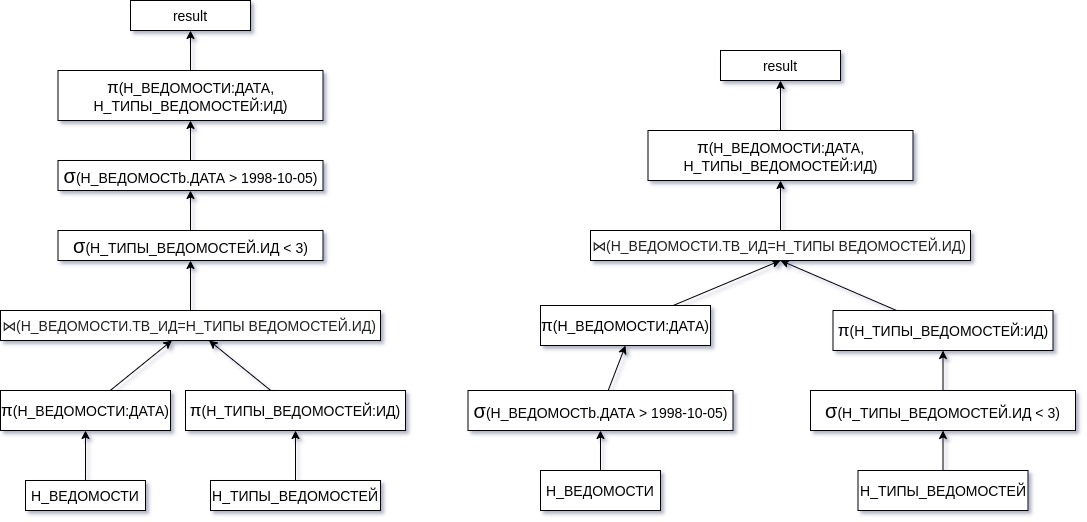 result
π(Н_ВЕДОМОСТИ:ДАТА,
Н_ТИПЫ_ВЕДОМОСТЕЙ:ИД)
σ(Н_ВЕДОМОСТb.ДАТА > 1998-10-05)
σ(Н_ТИПЫ_ВЕДОМОСТЕЙ.ИД < 3)
⋈(Н_ВЕДОМОСТИ.ТВ_ИД=Н_ТИПЫ ВЕДОМОСТЕЙ.ИД)
π(Н_ВЕДОМОСТИ:ДАТА)
π(Н_ТИПЫ_ВЕДОМОСТЕЙ:ИД)
Н_ВЕДОМОСТИ
Н_ТИПЫ_ВЕДОМОСТЕЙ
result
π(Н_ВЕДОМОСТИ:ДАТА,
Н_ТИПЫ_ВЕДОМОСТЕЙ:ИД)
⋈(Н_ВЕДОМОСТИ.ТВ_ИД=Н_ТИПЫ ВЕДОМОСТЕЙ.ИД)
π(Н_ВЕДОМОСТИ:ДАТА)
π(Н_ТИПЫ_ВЕДОМОСТЕЙ:ИД)
σ(Н_ВЕДОМОСТb.ДАТА > 1998-10-05)
σ(Н_ТИПЫ_ВЕДОМОСТЕЙ.ИД < 3)
Н_ВЕДОМОСТИ
Н_ТИПЫ_ВЕДОМОСТЕЙ